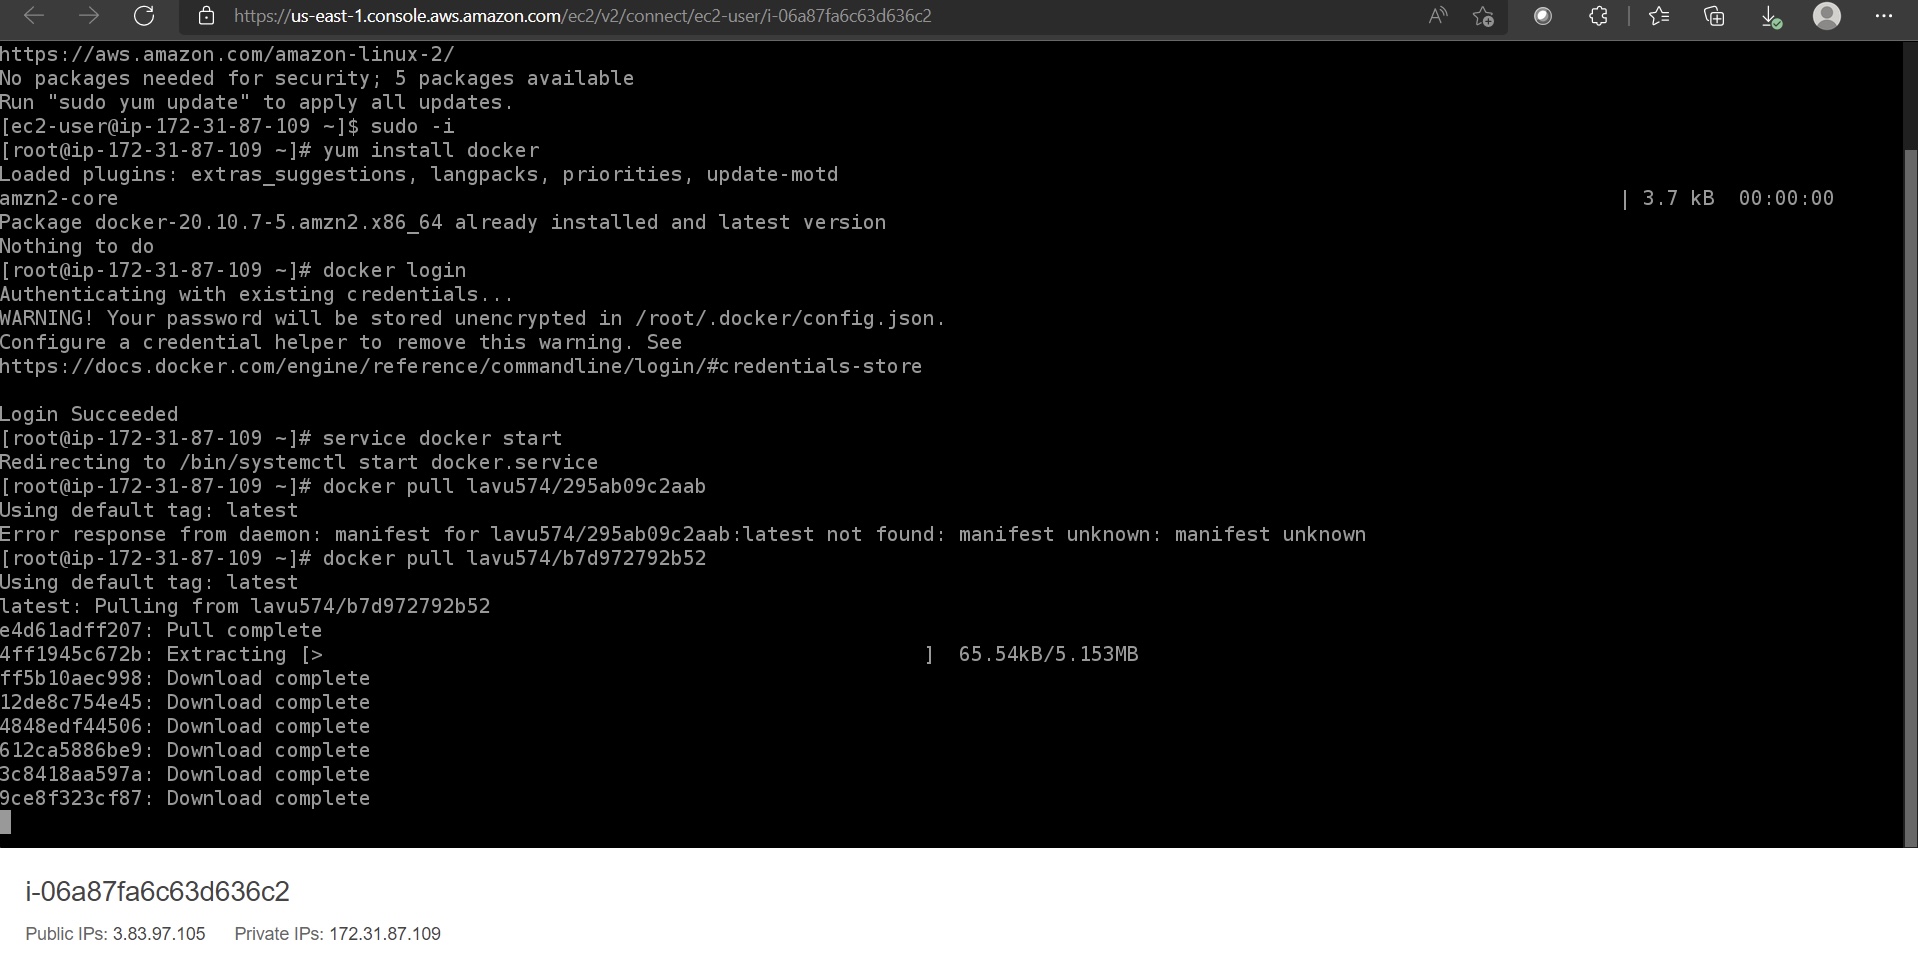 https://us-east-1.console.aws.amazon.com/ec2/v2/connect/ec2-user/i-06a87fa6c63d636c2
https://aws.amazon.com/amazon-linux-2/
No packages needed for security; 5 packages available
Run "sudo yum update" to apply all updates.
[ec2-user@ip-172-31-87-109 ~]$ sudo -i
[root@ip-172-31-87-109 ~]# yum install docker
Loaded plugins: extras_suggestions, langpacks, priorities, update-motd
amzn2-core | 3.7 kB 00:00:00
Package docker-20.10.7-5.amzn2.x86_64 already installed and latest version
Nothing to do
[root@ip-172-31-87-109 ~]# docker login
Authenticating with existing credentials...
WARNING! Your password will be stored unencrypted in /root/.docker/config.json.
Configure a credential helper to remove this warning. See
https://docs.docker.com/engine/reference/commandline/login/#credentials-store
Login Succeeded
[root@ip-172-31-87-109 ~]# service docker start
Redirecting to /bin/systemctl start docker.service
[root@ip-172-31-87-109 ~]# docker pull lavu574/295ab09c2aab
Using default tag: latest
Error response from daemon: manifest for lavu574/295ab09c2aab:latest not found: manifest unknown: manifest unknown
[root@ip-172-31-87-109 ~]# docker pull lavu574/b7d972792b52
Using default tag: latest
latest: Pulling from lavu574/b7d972792b52
e4d61adff207: Pull complete
4ff1945c672b: Extracting [> ] 65.54kB/5.153MB
ff5b10aec998: Download complete
12de8c754e45: Download complete
4848edf44506: Download complete
612ca5886be9: Download complete
3c8418aa597a: Download complete
9ce8f323cf87: Download complete
i-06a87fa6c63d636c2
Public IPs: 3.83.97.105 Private IPs: 172.31.87.109